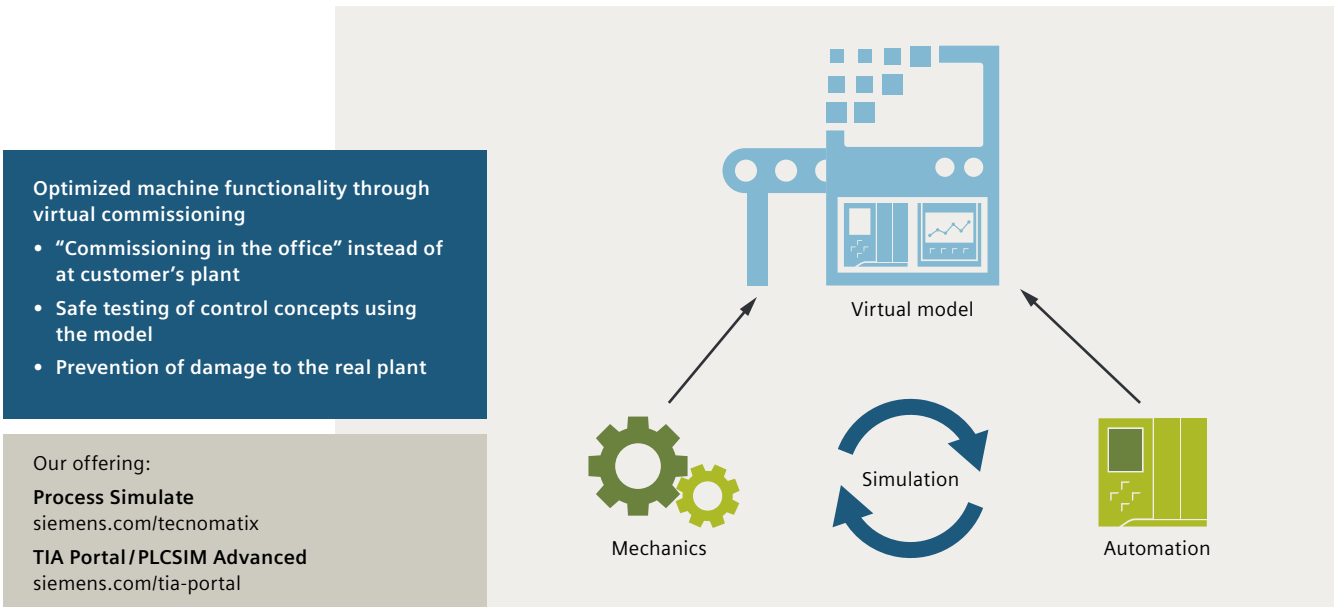 Optimized machine functionality through
virtual commissioning
• “Commissioning in the office” instead of
at customer’s plant
• Safe testing of control concepts using
the model
• Prevention of damage to the real plant
Our offering:
Process Simulate
siemens.com/tecnomatix
TIA Portal/PLCSIM Advanced
siemens.com/tia-portal
Virtual model
Simulation
Mechanics
Automation